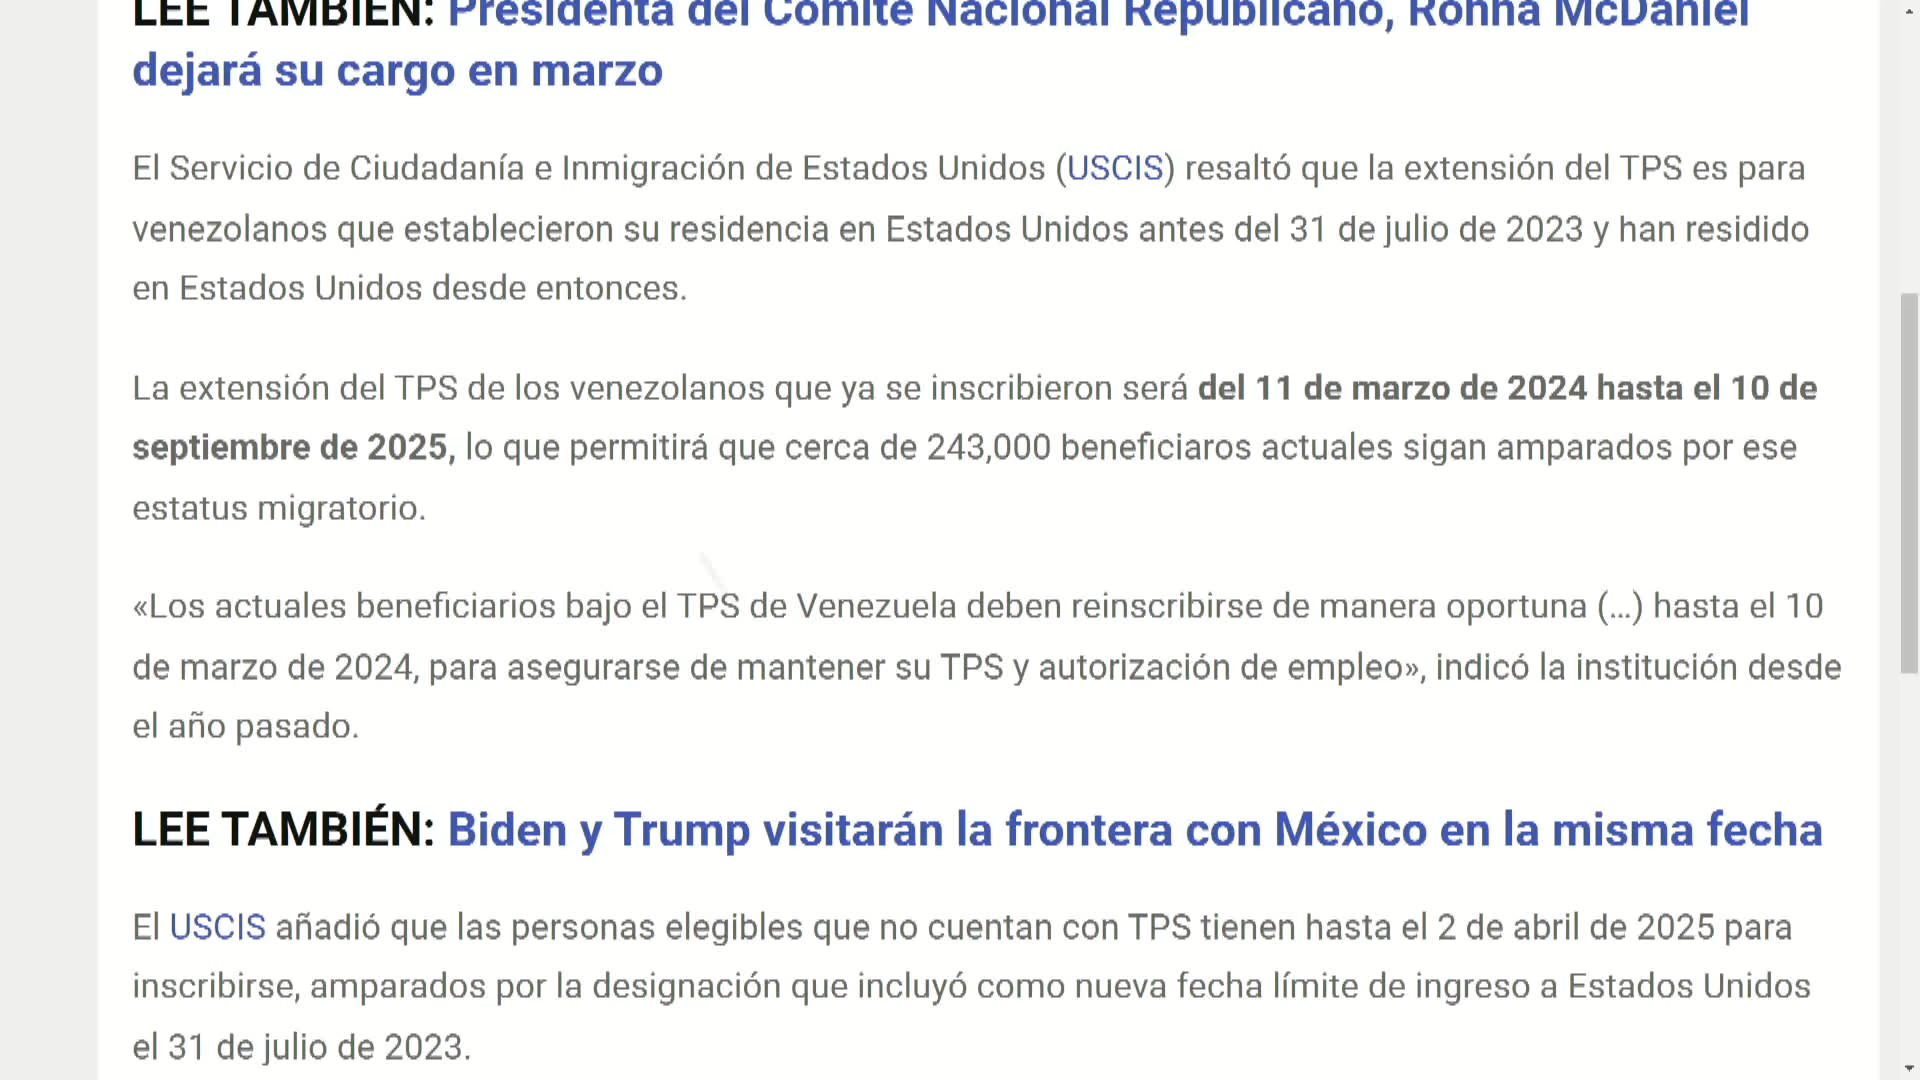 LEE TAMBIÉN: Presidenta del Comité Nacional Republicano, Ronna McDaniel
dejará su cargo en marzo
El Servicio de Ciudadanía e Inmigración de Estados Unidos (USCIS) resaltó que la extensión del TPS es para
venezolanos que establecieron su residencia en Estados Unidos antes del 31 de julio de 2023 y han residido
en Estados Unidos desde entonces.
La extensión del TPS de los venezolanos que ya se inscribieron será del 11 de marzo de 2024 hasta el 10 de
septiembre de 2025, lo que permitirá que cerca de 243,000 beneficiaros actuales sigan amparados por ese
estatus migratorio.
«Los actuales beneficiarios bajo el TPS de Venezuela deben reinscribirse de manera oportuna (...) hasta el 10
de marzo de 2024, para asegurarse de mantener su TPS y autorización de empleo», indicó la institución desde
el año pasado.
LEE TAMBIÉN: Biden y Trump visitarán la frontera con México en la misma fecha
El USCIS añadió que las personas elegibles que no cuentan con TPS tienen hasta el 2 de abril de 2025 para
inscribirse, amparados por la designación que incluyó como nueva fecha límite de ingreso a Estados Unidos
el 31 de julio de 2023.